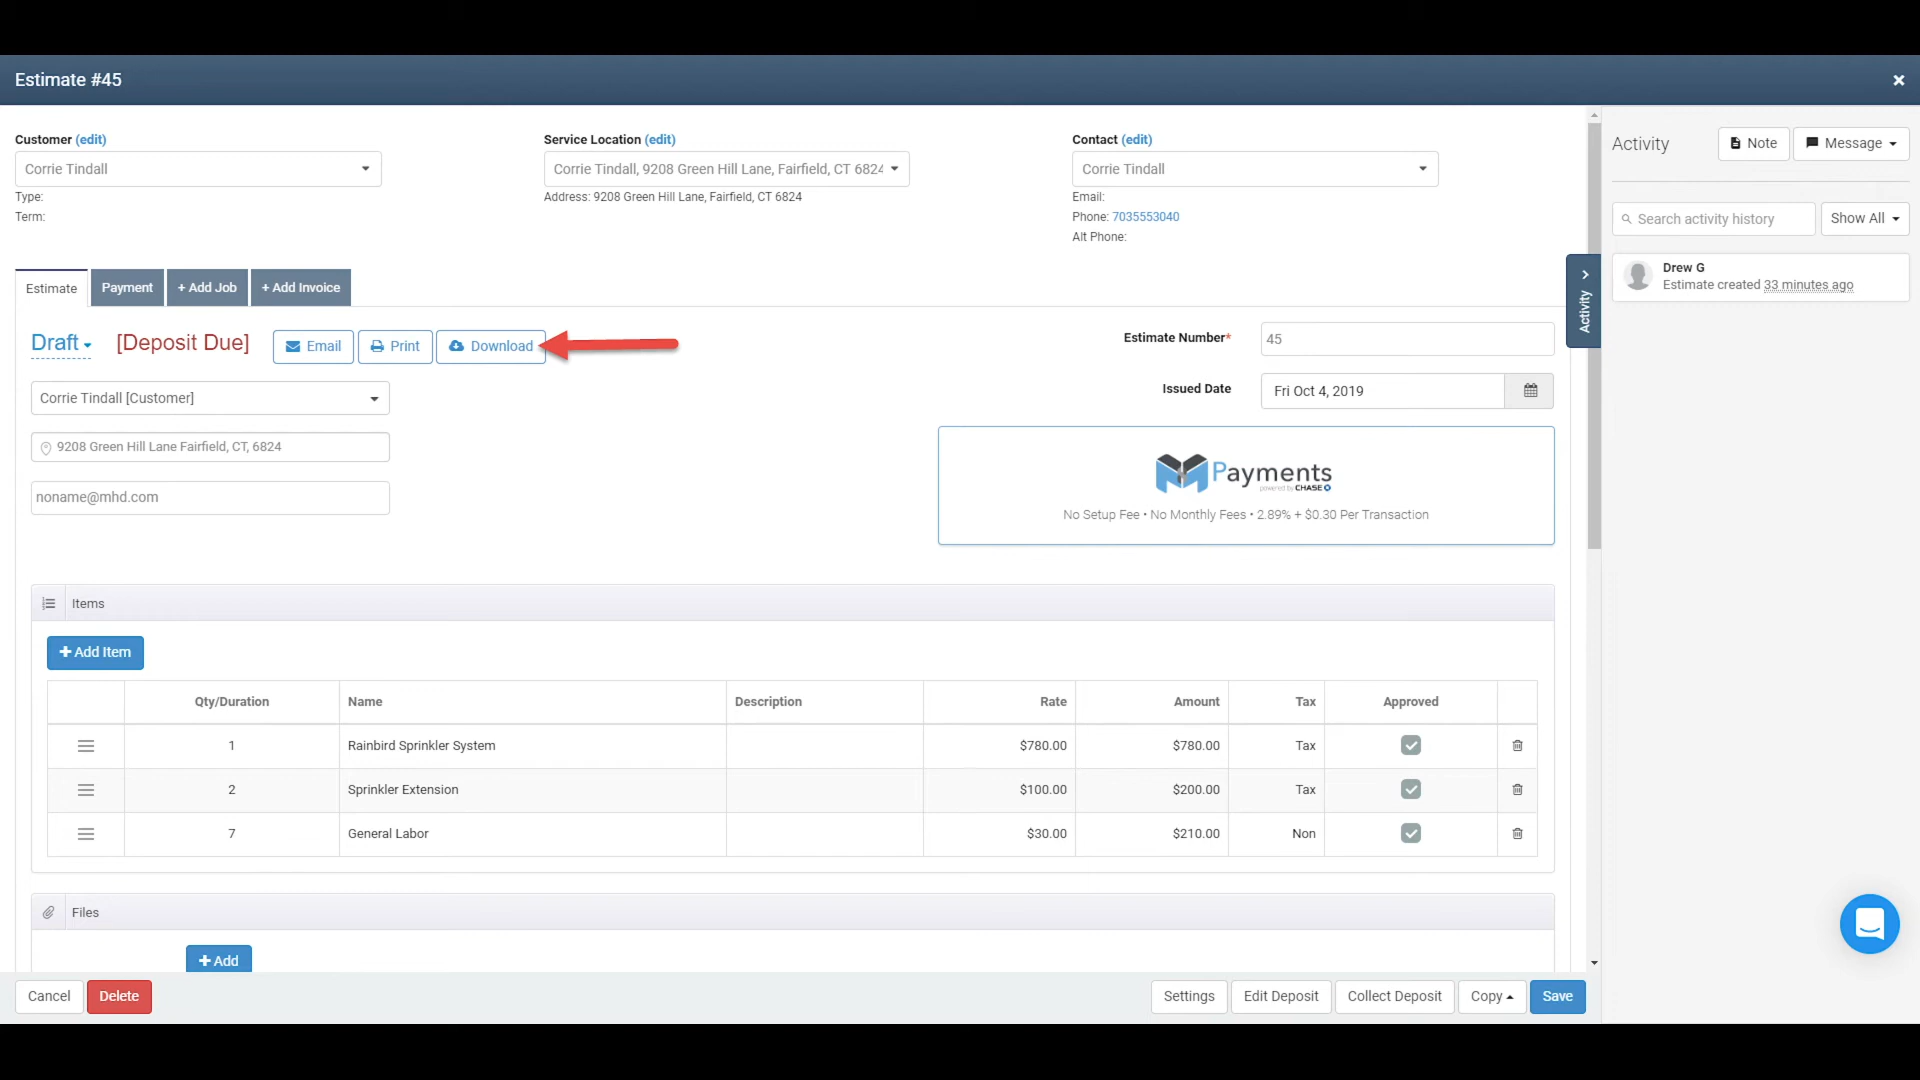 Estimate #45
×
Customer (edit)
Corrie Tindall
Type:
Term:
Service Location (edit)
Corrie Tindall, 9208 Green Hill Lane, Fairfield, CT 6824
Address: 9208 Green Hill Lane, Fairfield, CT 6824
Contact (edit)
Corrie Tindall
Email:
Phone: 7035553040
Alt Phone:
Activity
Note
Message
Search activity history
Show All
Drew G
Estimate created 33 minutes ago
Activity
Estimate
Payment
+ Add Job
+ Add Invoice
Draft
[Deposit Due]
Email
Print
Download
Corrie Tindall [Customer]
9208 Green Hill Lane Fairfield, CT, 6824
noname@mhd.com
Estimate Number*
45
Issued Date
Fri Oct 4, 2019
Payments
powered by CHASE
No Setup Fee • No Monthly Fees • 2.89% + $0.30 Per Transaction
Items
+ Add Item
Qty/Duration Name Description Rate Amount Tax Approved
1 Rainbird Sprinkler System $780.00 $780.00 Tax
2 Sprinkler Extension $100.00 $200.00 Tax
7 General Labor $30.00 $210.00 Non
Files
+ Add
Cancel
Delete
Settings
Edit Deposit
Collect Deposit
Copy
Save